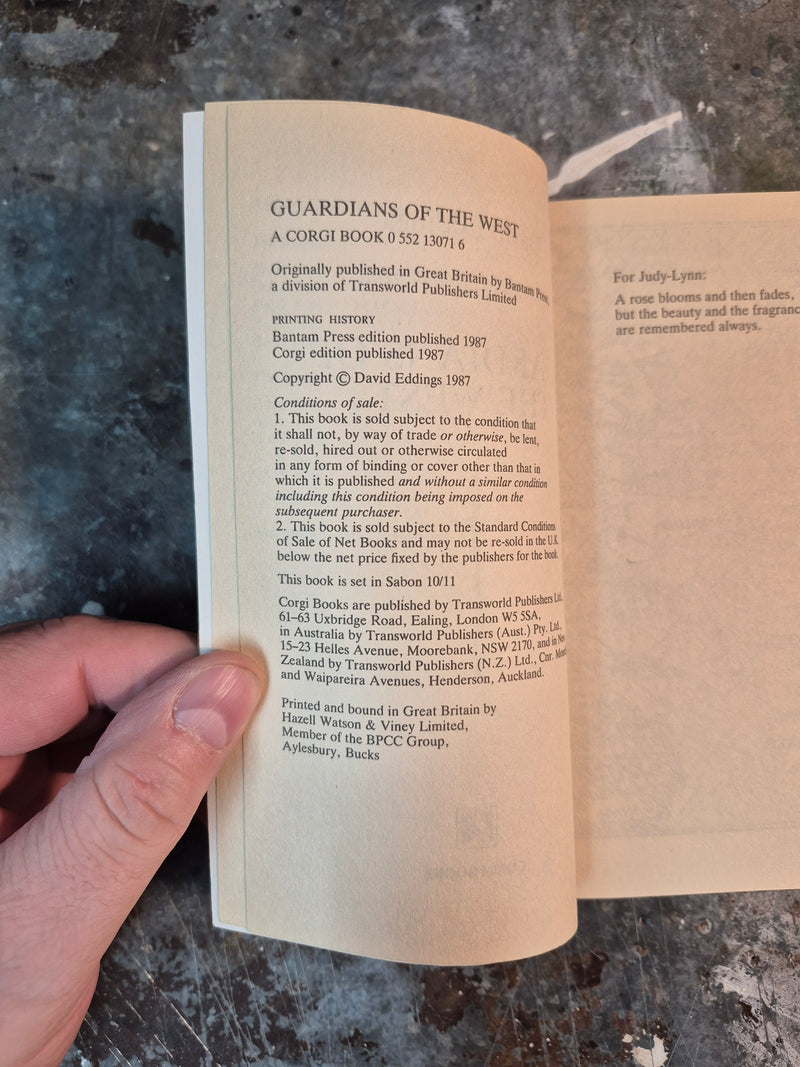 GUARDIANS OF THE WEST
A CORGI BOOK 0 552 13071 6
Originally published in Great Britain by Bantam Press,
a division of Transworld Publishers Limited
PRINTING HISTORY
Bantam Press edition published 1987
Corgi edition published 1987
Copyright © David Eddings 1987
Conditions of sale:
1. This book is sold subject to the condition that
it shall not, by way of trade or otherwise, be lent,
re-sold, hired out or otherwise circulated
in any form of binding or cover other than that in
which it is published and without a similar condition
including this condition being imposed on the
subsequent purchaser.
2. This book is sold subject to the Standard Conditions
of Sale of Net Books and may not be re-sold in the U.K.
below the net price fixed by the publishers for the book.
This book is set in Sabon 10/11
Corgi Books are published by Transworld Publishers Ltd.
61–63 Uxbridge Road, Ealing, London W5 5SA,
in Australia by Transworld Publishers (Aust.) Pty. Ltd.,
15–23 Helles Avenue, Moorebank, NSW 2170, and in New
Zealand by Transworld Publishers (N.Z.) Ltd., Cnr.
and Waipareira Avenues, Henderson, Auckland.
Printed and bound in Great Britain by
Hazell Watson & Viney Limited,
Member of the BPCC Group,
Aylesbury, Bucks
For Judy-Lynn:
A rose blooms and then fades,
but the beauty and the fragranc
are remembered always.